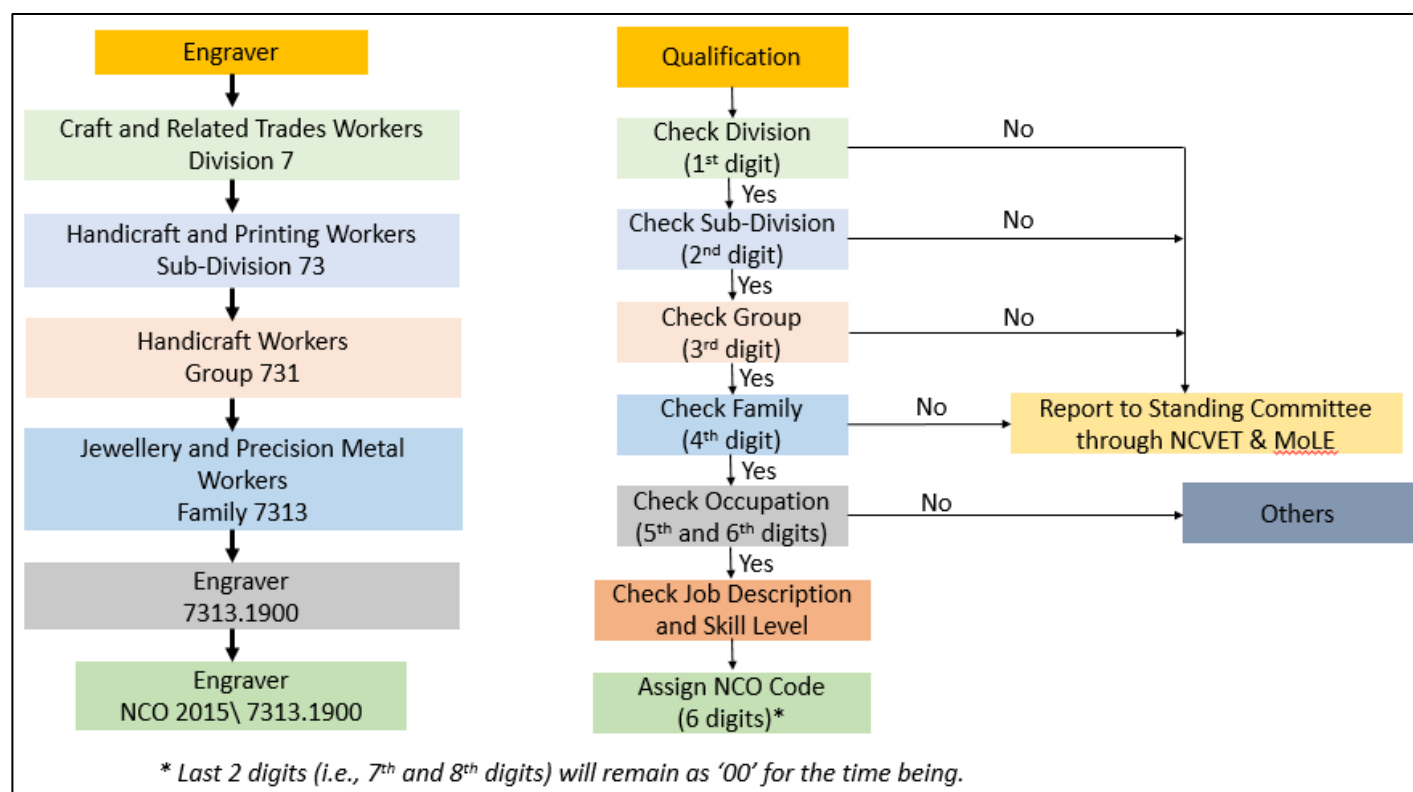 Engraver
Craft and Related Trades Workers
Division 7
Handicraft and Printing Workers
Sub-Division 73
Handicraft Workers
Group 731
Jewellery and Precision Metal
Workers
Family 7313
Engraver
7313.1900
Engraver
NCO 2015\ 7313.1900
Qualification
Check Division
(1st digit)
No
Yes
Check Sub-Division
(2nd digit)
No
Yes
Check Group
(3rd digit)
No
Yes
Check Family
(4th digit)
No
Report to Standing Committee
through NCVET & MoLE
Yes
Check Occupation
(5th and 6th digits)
No
Others
Yes
Check Job Description
and Skill Level
Assign NCO Code
(6 digits)*
* Last 2 digits (i.e., 7th and 8th digits) will remain as ‘00’ for the time being.